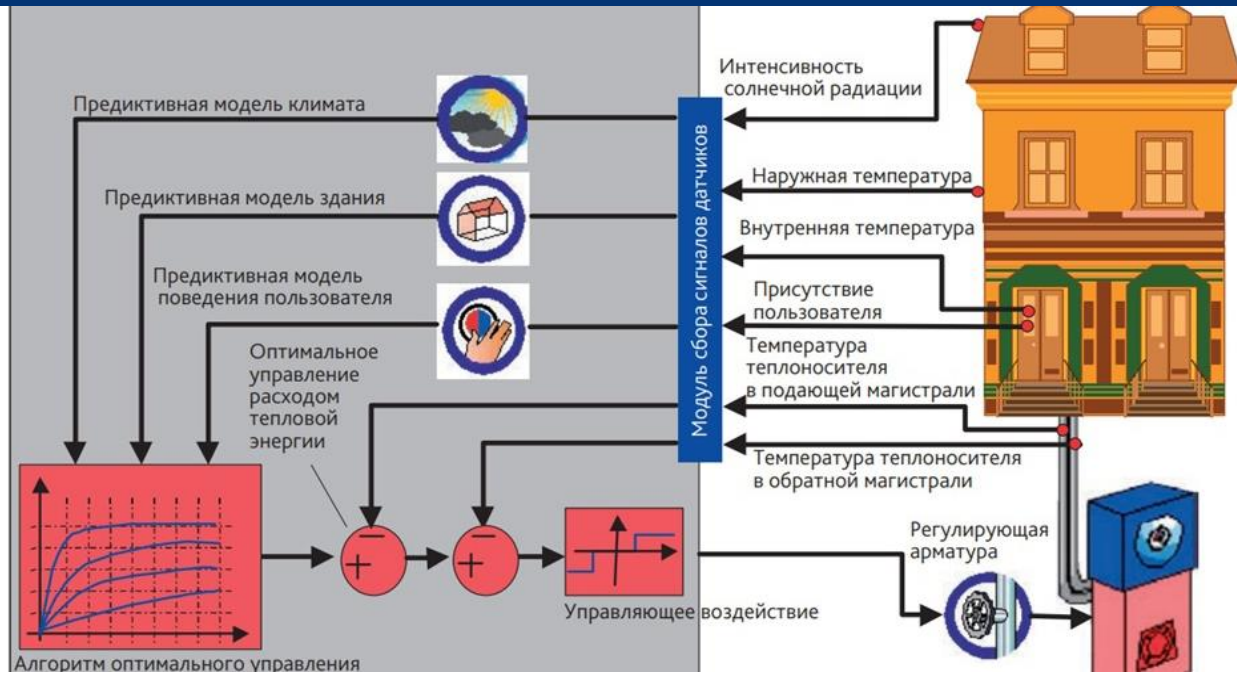 Интенсивность
солнечной радиации
Предиктивная модель климата
Наружная температура
Предиктивная модель здания
Внутренняя температура
Предиктивная модель
поведения пользователя
Присутствие
пользователя
Модуль сбора сигналов датчиков
Оптимальное
управление
расходом
тепловой
энергии
Температура
теплоносителя
в подающей магистрали
Температура теплоносителя
в обратной магистрали
Регулирующая
арматура
− +
− +
Управляющее воздействие
Алгоритм оптимального управления